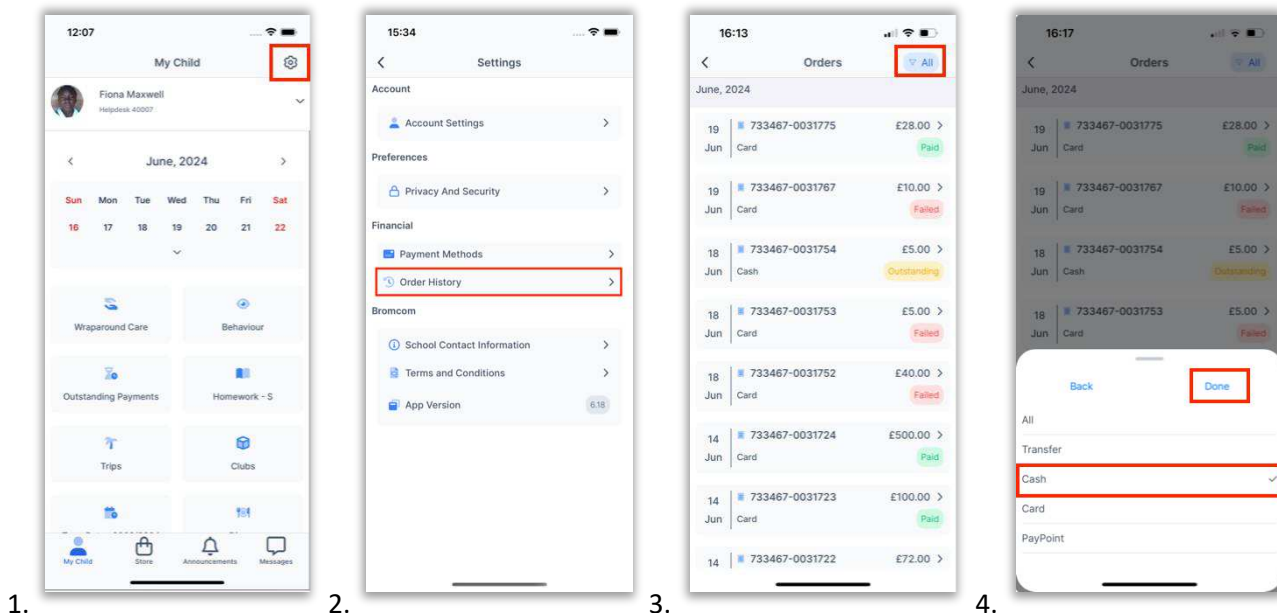 12:07
My Child
Fiona Maxwell
Helpdesk 40007
June, 2024
Sun Mon Tue Wed Thu Fri Sat
16 17 18 19 20 21 22
Wraparound Care Behaviour
Outstanding Payments Homework - S
Trips Clubs
My Child Store Announcements Messages
1.
15:34
Settings
Account
Account Settings
Preferences
Privacy And Security
Financial
Payment Methods
Order History
Bromcom
School Contact Information
Terms and Conditions
App Version 6.18
2.
16:13
Orders All
June, 2024
19 733467-0031775 £28.00
Jun Card Paid
19 733467-0031767 £10.00
Jun Card Failed
18 733467-0031754 £5.00
Jun Cash Outstanding
18 733467-0031753 £5.00
Jun Card Failed
18 733467-0031752 £40.00
Jun Card Failed
14 733467-0031724 £500.00
Jun Card Paid
14 733467-0031723 £100.00
Jun Card Paid
14 733467-0031722 £72.00
3.
16:17
Orders All
June, 2024
19 733467-0031775 £28.00
Jun Card Paid
19 733467-0031767 £10.00
Jun Card Failed
18 733467-0031754 £5.00
Jun Cash Outstanding
18 733467-0031753 £5.00
Jun Card Failed
Back Done
All
Transfer
Cash
Card
PayPoint
4.